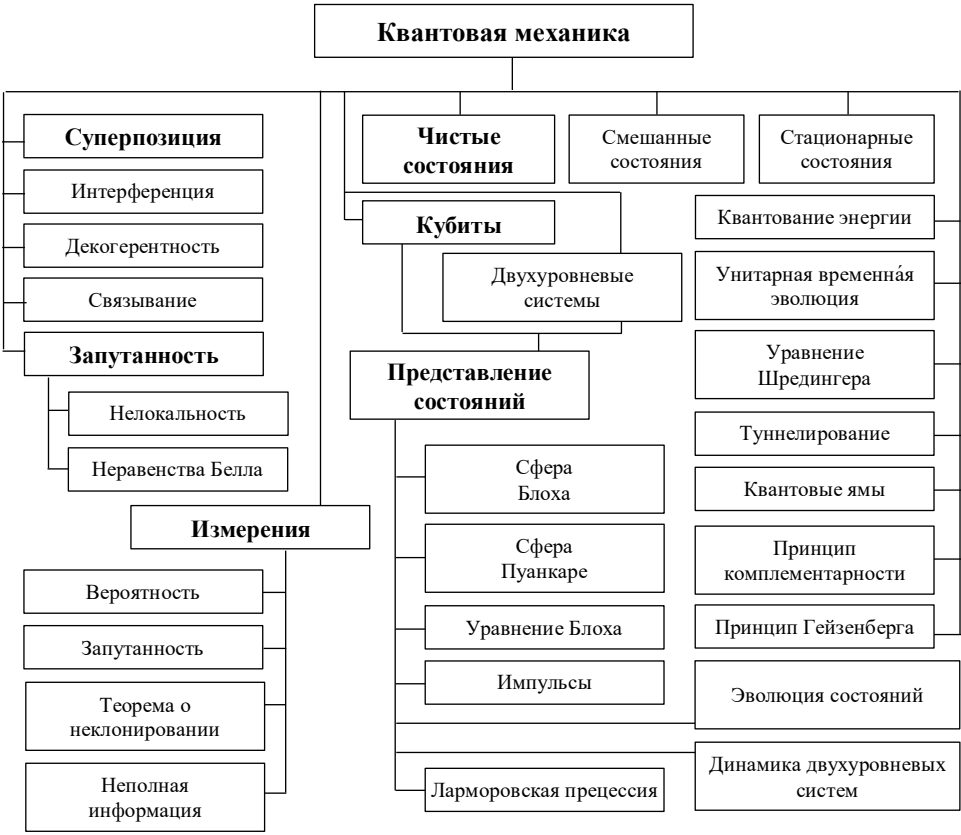 Квантовая механика
Суперпозиция
Интерференция
Декогерентность
Связывание
Запутанность
Нелокальность
Неравенства Белла
Измерения
Вероятность
Запутанность
Теорема о
неклонировании
Неполная
информация
Чистые
состояния
Смешанные
состояния
Стационарные
состояния
Кубиты
Двухуровневые
системы
Представление
состояний
Сфера
Блоха
Сфера
Пуанкаре
Уравнение Блоха
Импульсы
Ларморовская прецессия
Квантование энергии
Унитарная временна́я
эволюция
Уравнение
Шредингера
Туннелирование
Квантовые ямы
Принцип
комплементарности
Принцип Гейзенберга
Эволюция состояний
Динамика двухуровневых
систем